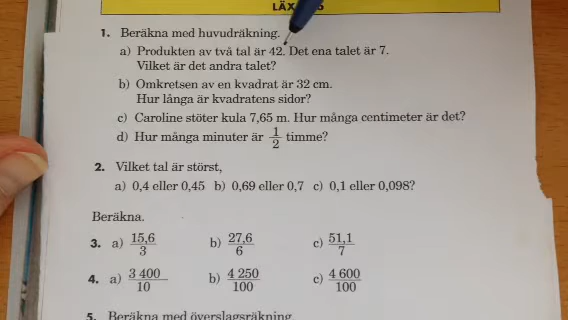 LÄX
1. Beräkna med huvudräkning.
a) Produkten av två tal är 42. Det ena talet är 7.
Vilket är det andra talet?
b) Omkretsen av en kvadrat är 32 cm.
Hur långa är kvadratens sidor?
c) Caroline stöter kula 7,65 m. Hur många centimeter är det?
d) Hur många minuter är 1/2 timme?
2. Vilket tal är störst,
a) 0,4 eller 0,45 b) 0,69 eller 0,7 c) 0,1 eller 0,098?
Beräkna.
3. a) 15,6/3 b) 27,6/6 c) 51,1/7
4. a) 3 400/10 b) 4 250/100 c) 4 600/100
5. Beräkna med överslagsräkning